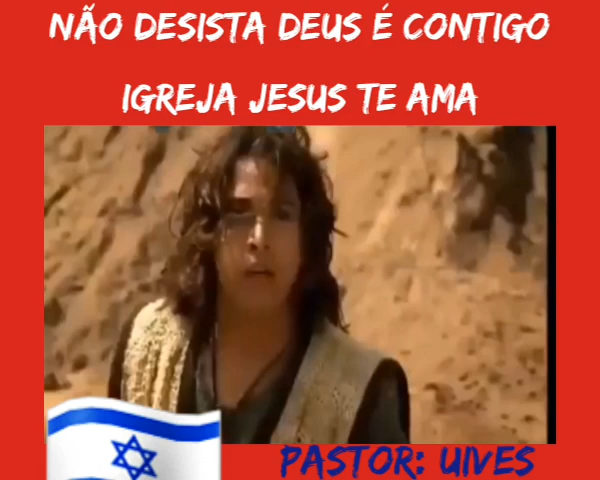 NÃO DESISTA DEUS É CONTIGO
IGREJA JESUS TE AMA
PASTOR: UIVES